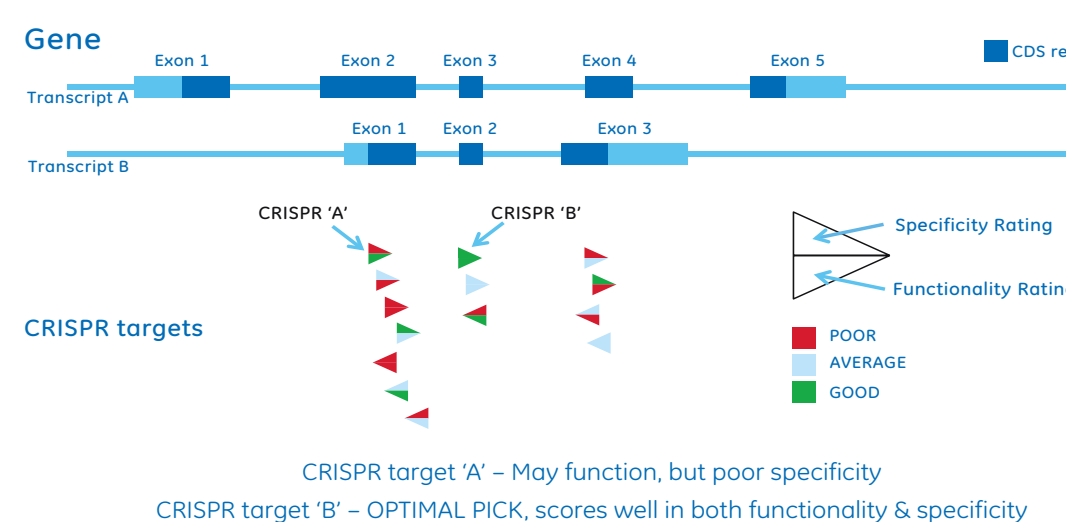 Gene
Exon 1 Exon 2 Exon 3 Exon 4 Exon 5
CDS
Transcript A
Exon 1 Exon 2 Exon 3
Transcript B
CRISPR ‘A’ CRISPR ‘B’
Specificity Rating
Functionality
CRISPR targets
POOR
AVERAGE
GOOD
CRISPR target ‘A’ – May function, but poor specificity
CRISPR target ‘B’ – OPTIMAL PICK, scores well in both functionality & specificity